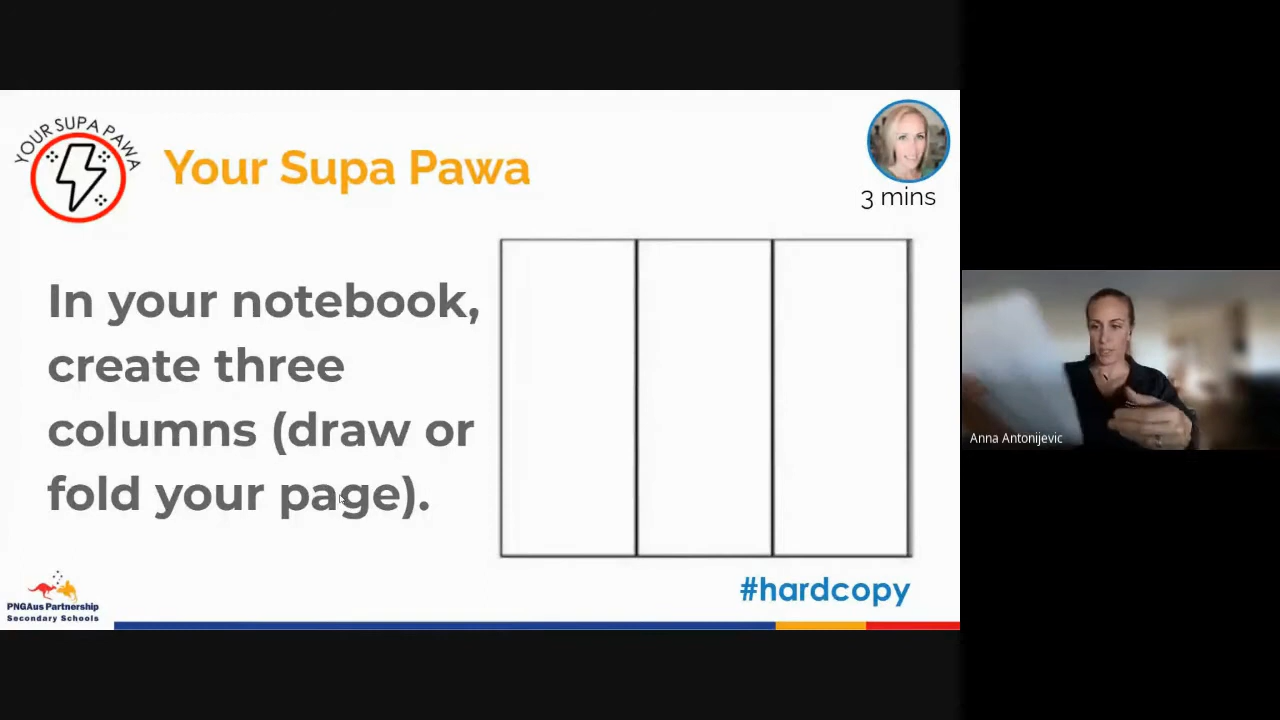 YOUR SUPA PAWA
Your Supa Pawa
3 mins
In your notebook,
create three
columns (draw or
fold your page).
#hardcopy
PNGAus Partnership
Secondary Schools
Anna Antonijevic